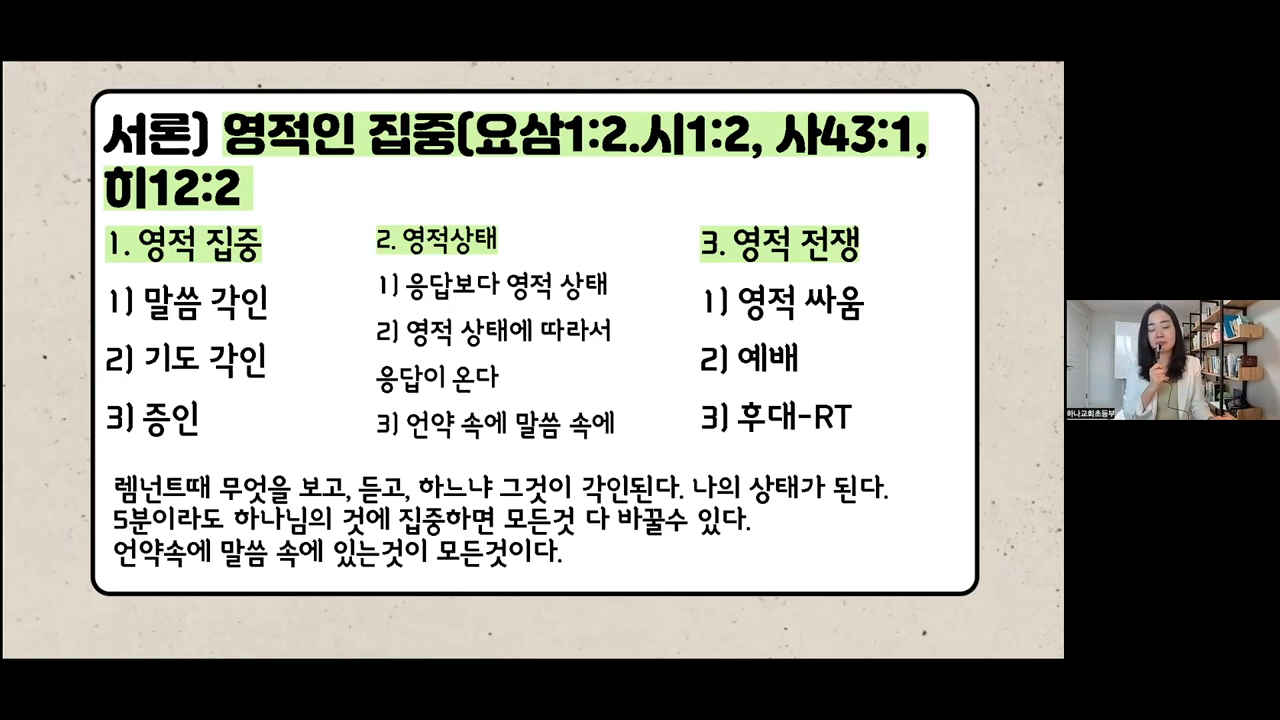 서론) 영적인 집중(요삼1:2.시1:2, 사43:1,
히12:2
1. 영적 집중
1) 말씀 각인
2) 기도 각인
3) 증인
2. 영적상태
1) 응답보다 영적 상태
2) 영적 상태에 따라서
응답이 온다
3) 언약 속에 말씀 속에
3. 영적 전쟁
1) 영적 싸움
2) 예배
3) 후대-RT
렘넌트때 무엇을 보고, 듣고, 하느냐 그것이 각인된다. 나의 상태가 된다.
5분이라도 하나님의 것에 집중하면 모든것 다 바꿀수 있다.
언약속에 말씀 속에 있는것이 모든것이다.
하나교회초등부